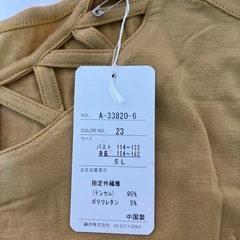 NO. A-33820-6
COLOR NO. 23
サイズ
バスト 114〜122
身長 154〜162
5L
指定外繊維
(テンセル) 95%
ポリウレタン 5%
中国製